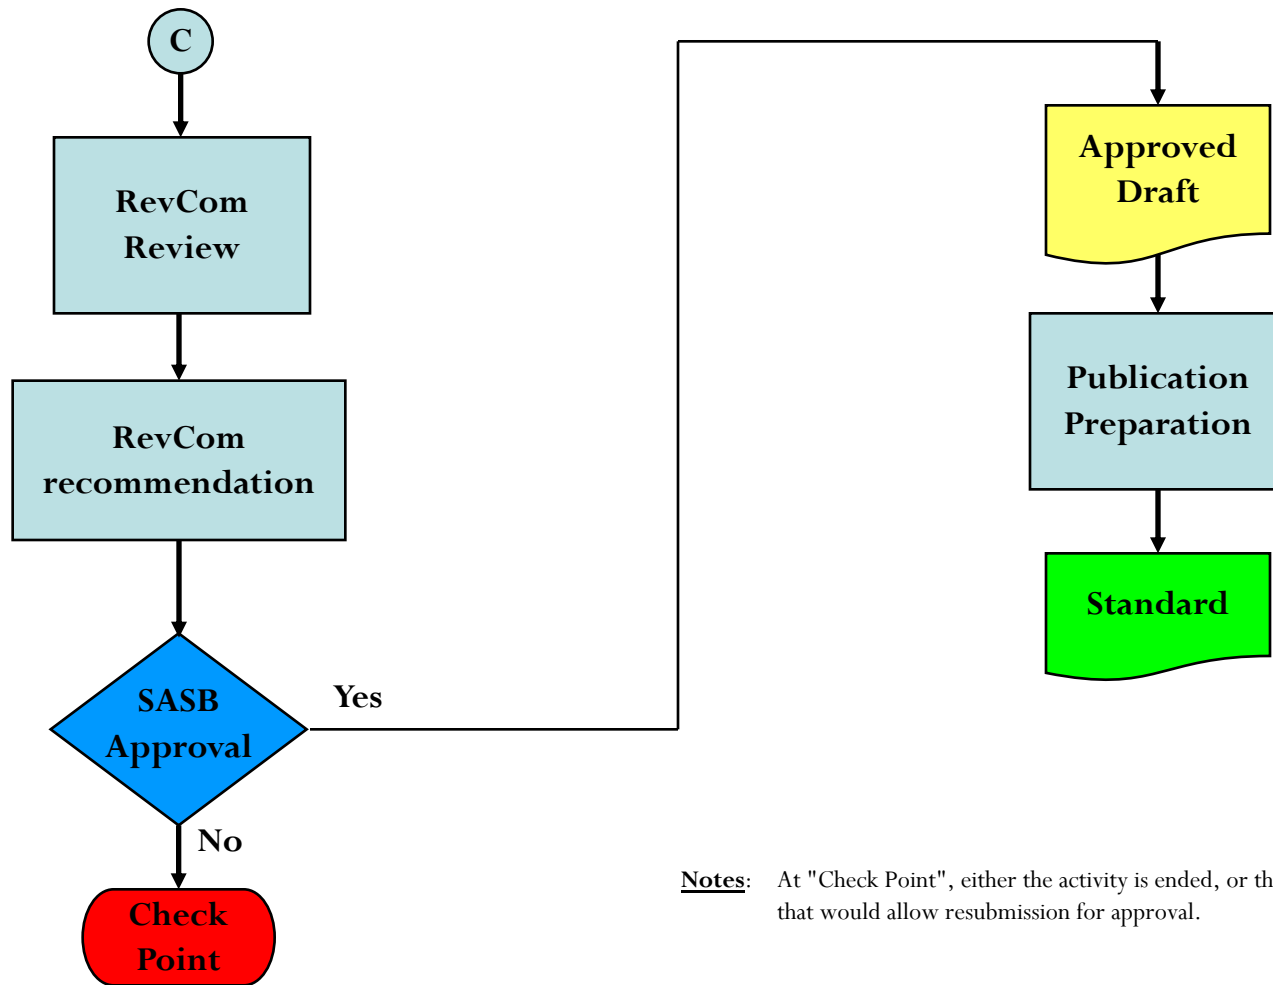 C
RevCom
Review
RevCom
recommendation
SASB
Approval
Yes
No
Check
Point
Approved
Draft
Publication
Preparation
Standard
Notes: At "Check Point", either the activity is ended, or th
that would allow resubmission for approval.